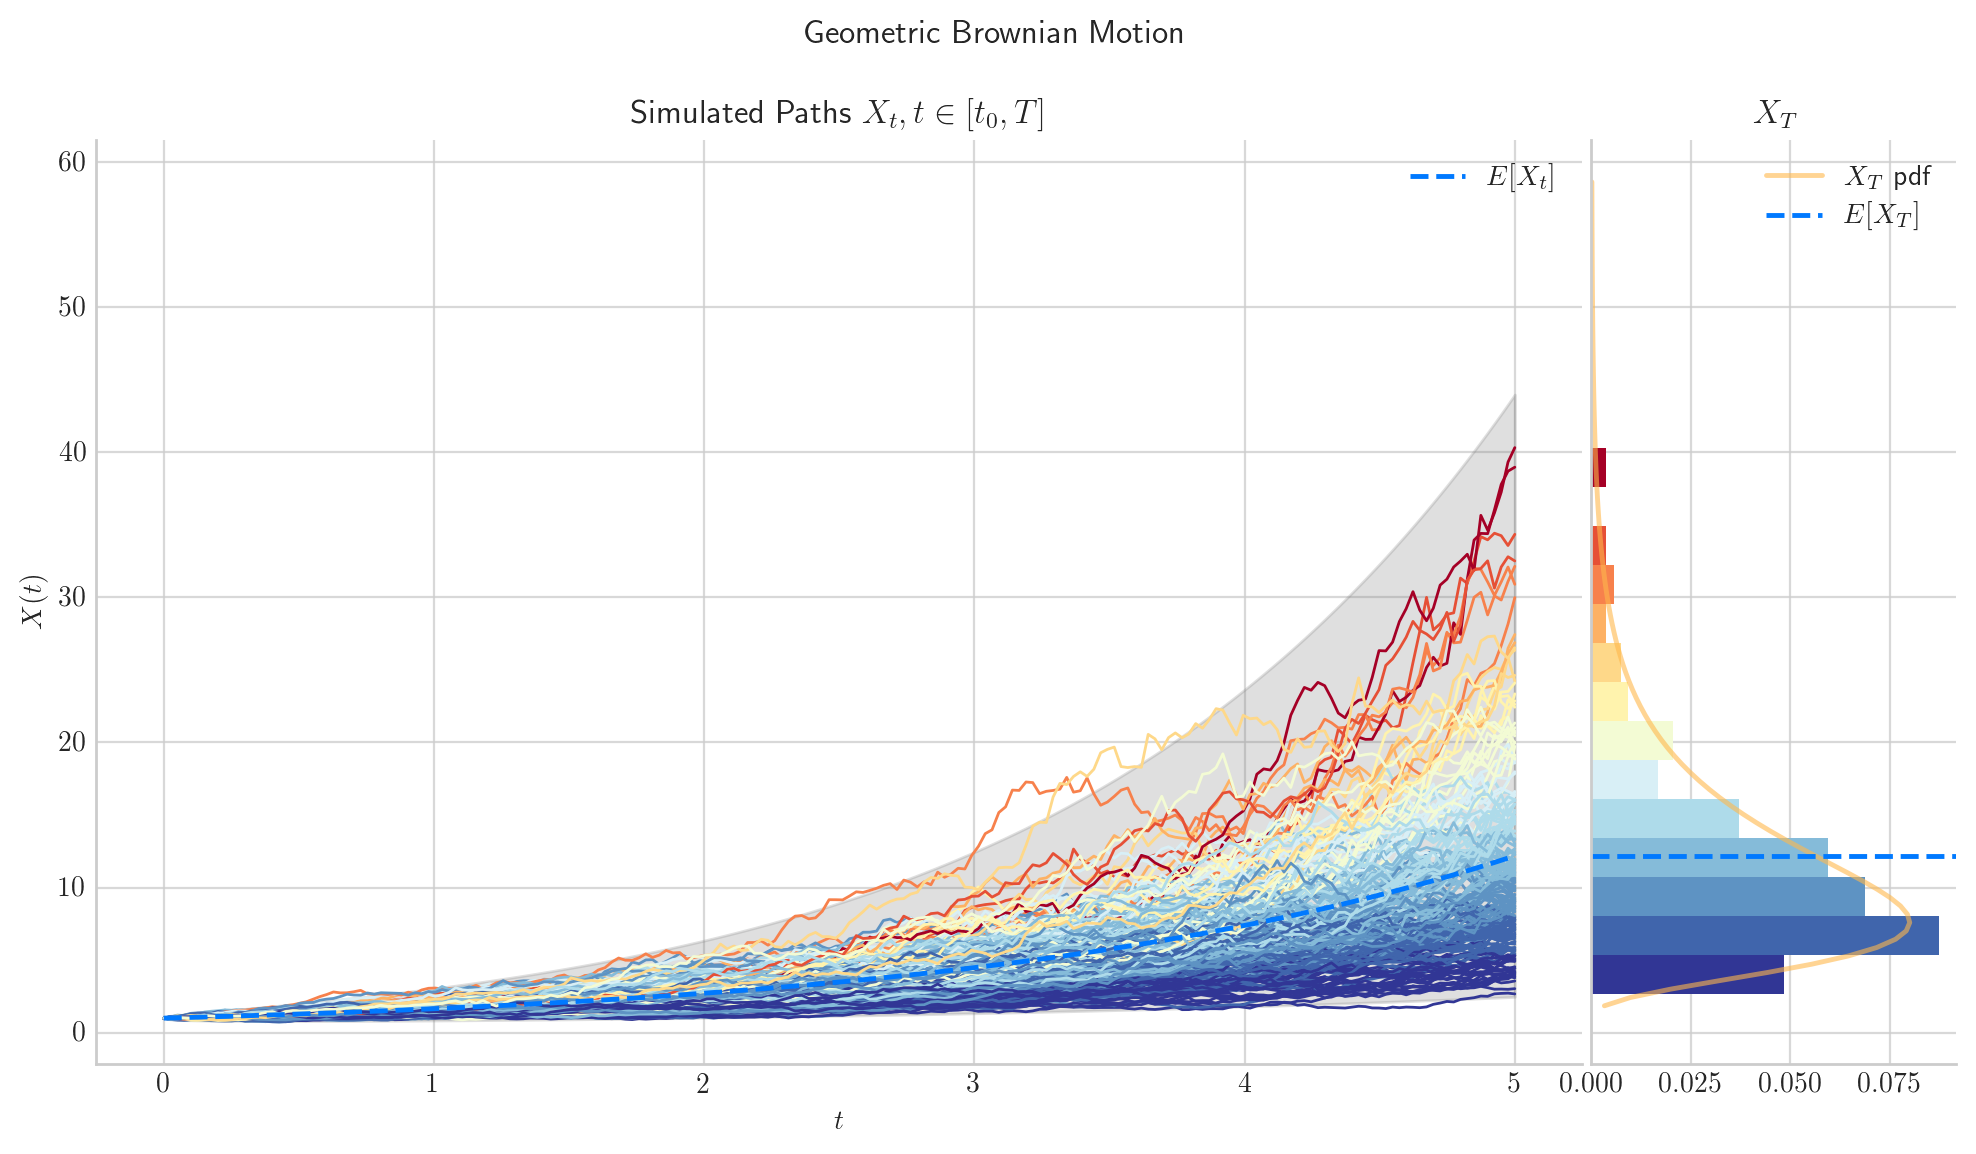 Geometric Brownian Motion
Simulated Paths $X_t, t \in [t_0, T]$
$X_T$
60
50
40
30
20
10
0
$X(t)$
$E[X_t]$
$X_T$ pdf
$E[X_T]$
0 1 2 3 4 5
0.000 0.025 0.050 0.075
$t$